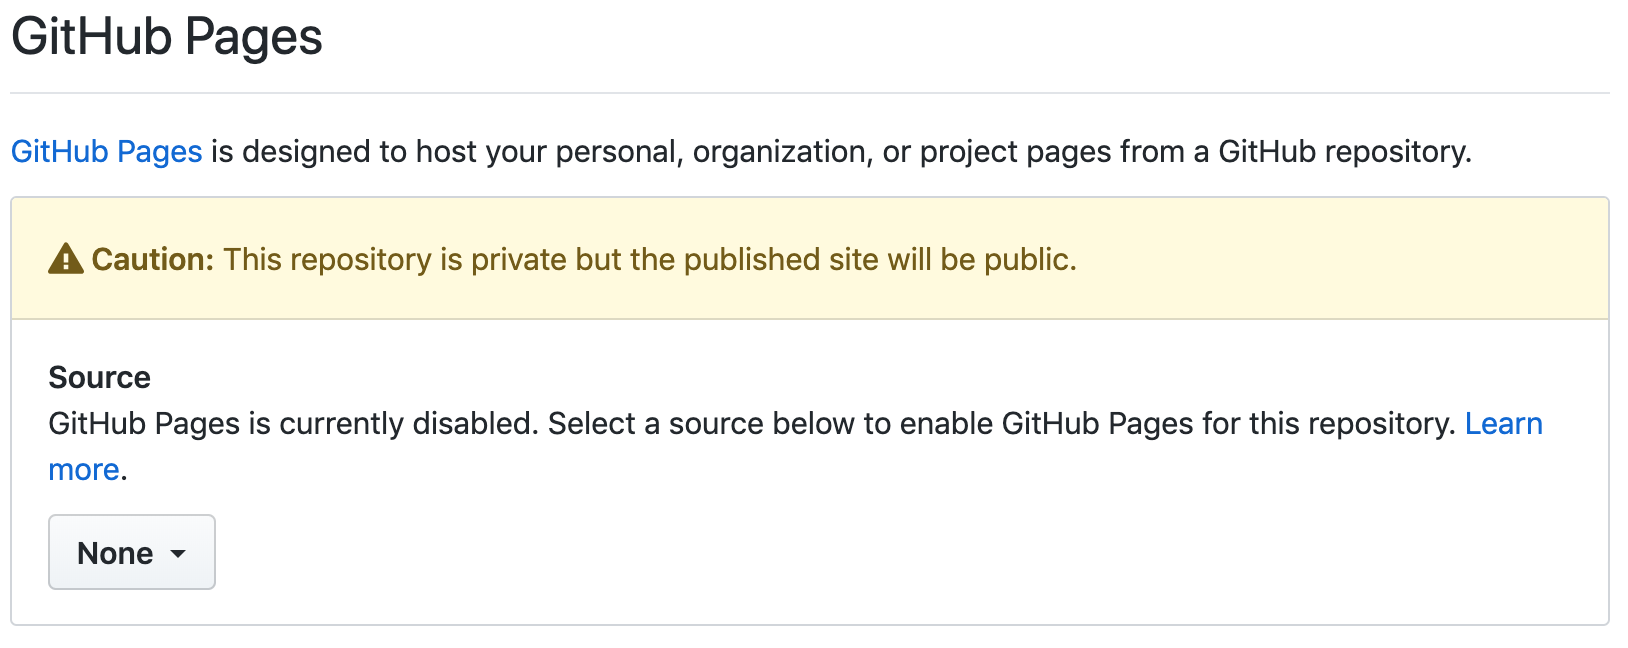 GitHub Pages
GitHub Pages is designed to host your personal, organization, or project pages from a GitHub repository.
Caution: This repository is private but the published site will be public.
Source
GitHub Pages is currently disabled. Select a source below to enable GitHub Pages for this repository. Learn
more.
None